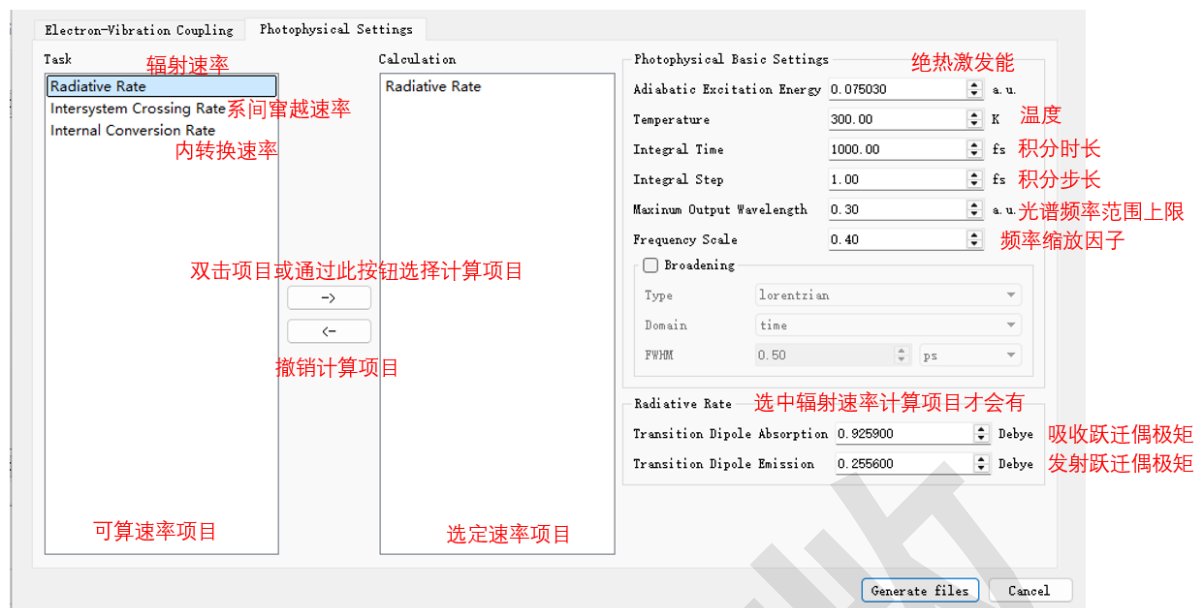 Electron-Vibration Coupling Photophysical Settings
Task
辐射速率
Radiative Rate
Intersystem Crossing Rate 系间窜越速率
Internal Conversion Rate
内转换速率
可算速率项目
双击项目或通过此按钮选择计算项目
->
<-
撤销计算项目
Calculation
Radiative Rate
选定速率项目
Photophysical Basic Settings
绝热激发能
Adiabatic Excitation Energy 0.075030 a.u.
Temperature 300.00 K 温度
Integral Time 1000.00 fs 积分时长
Integral Step 1.00 fs 积分步长
Maxinum Output Wavelength 0.30 a.u. 光谱频率范围上限
Frequency Scale 0.40 频率缩放因子
Broadening
Type lorentzian
Domain time
FWHM 0.50 ps
Radiative Rate 选中辐射速率计算项目才会有
Transition Dipole Absorption 0.925900 Debye 吸收跃迁偶极矩
Transition Dipole Emission 0.255600 Debye 发射跃迁偶极矩
Generate files Cancel